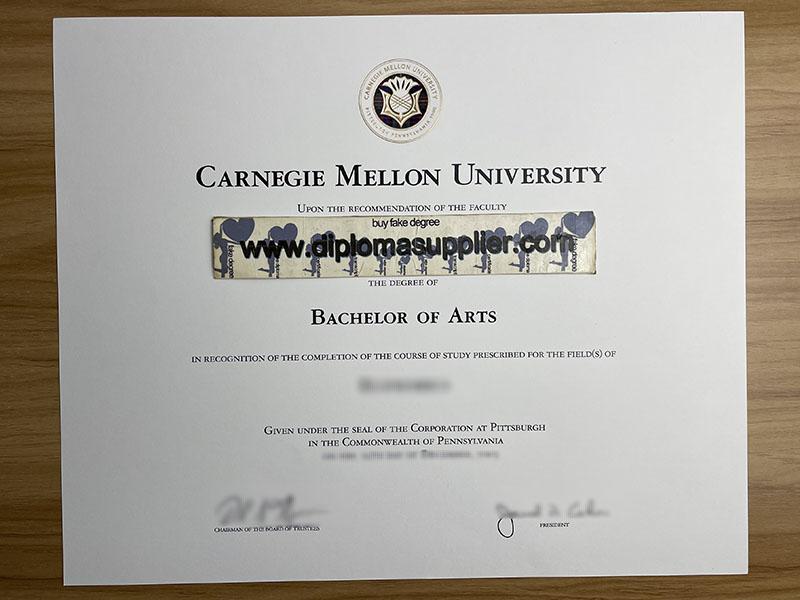 CARNEGIE MELLON UNIVERSITY
CARNEGIE MELLON UNIVERSITY
UPON THE RECOMMENDATION OF THE FACULTY
buy fake degree
www.diplomasupplier.com
THE DEGREE OF
BACHELOR OF ARTS
IN RECOGNITION OF THE COMPLETION OF THE COURSE OF STUDY PRESCRIBED FOR THE FIELD(S) OF
GIVEN UNDER THE SEAL OF THE CORPORATION AT PITTSBURGH
IN THE COMMONWEALTH OF PENNSYLVANIA
CHAIRMAN OF THE BOARD OF TRUSTEES
PRESIDENT